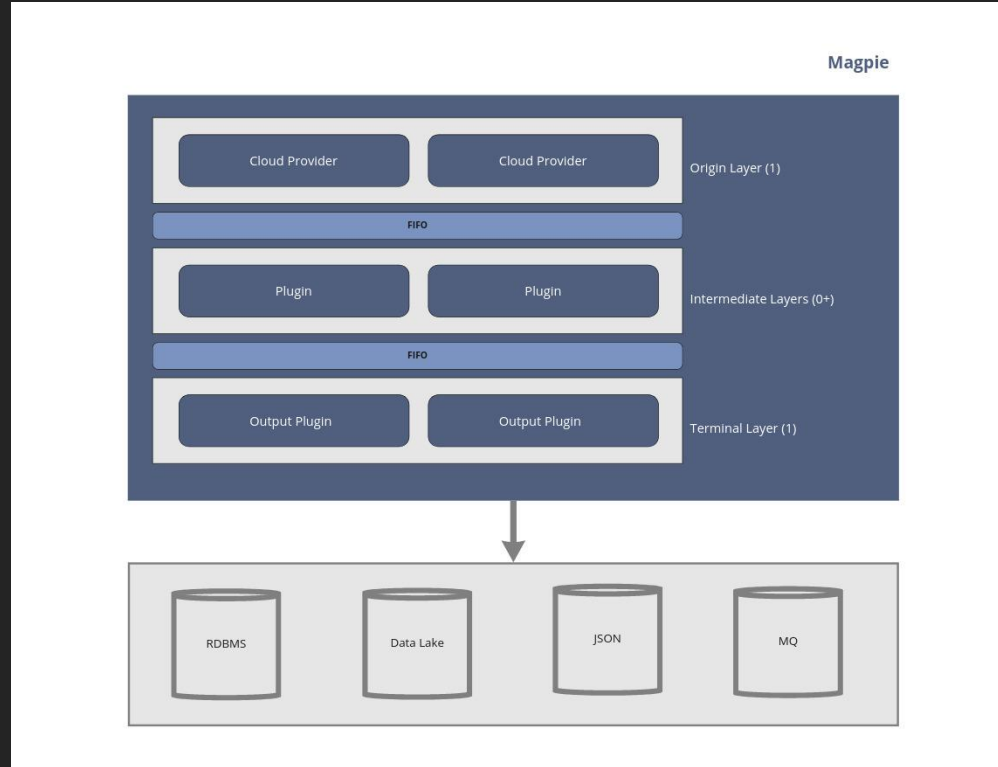 Magpie
Cloud Provider
Cloud Provider
Origin Layer (1)
FIFO
Plugin
Plugin
Intermediate Layers (0+)
FIFO
Output Plugin
Output Plugin
Terminal Layer (1)
RDBMS
Data Lake
JSON
MQ